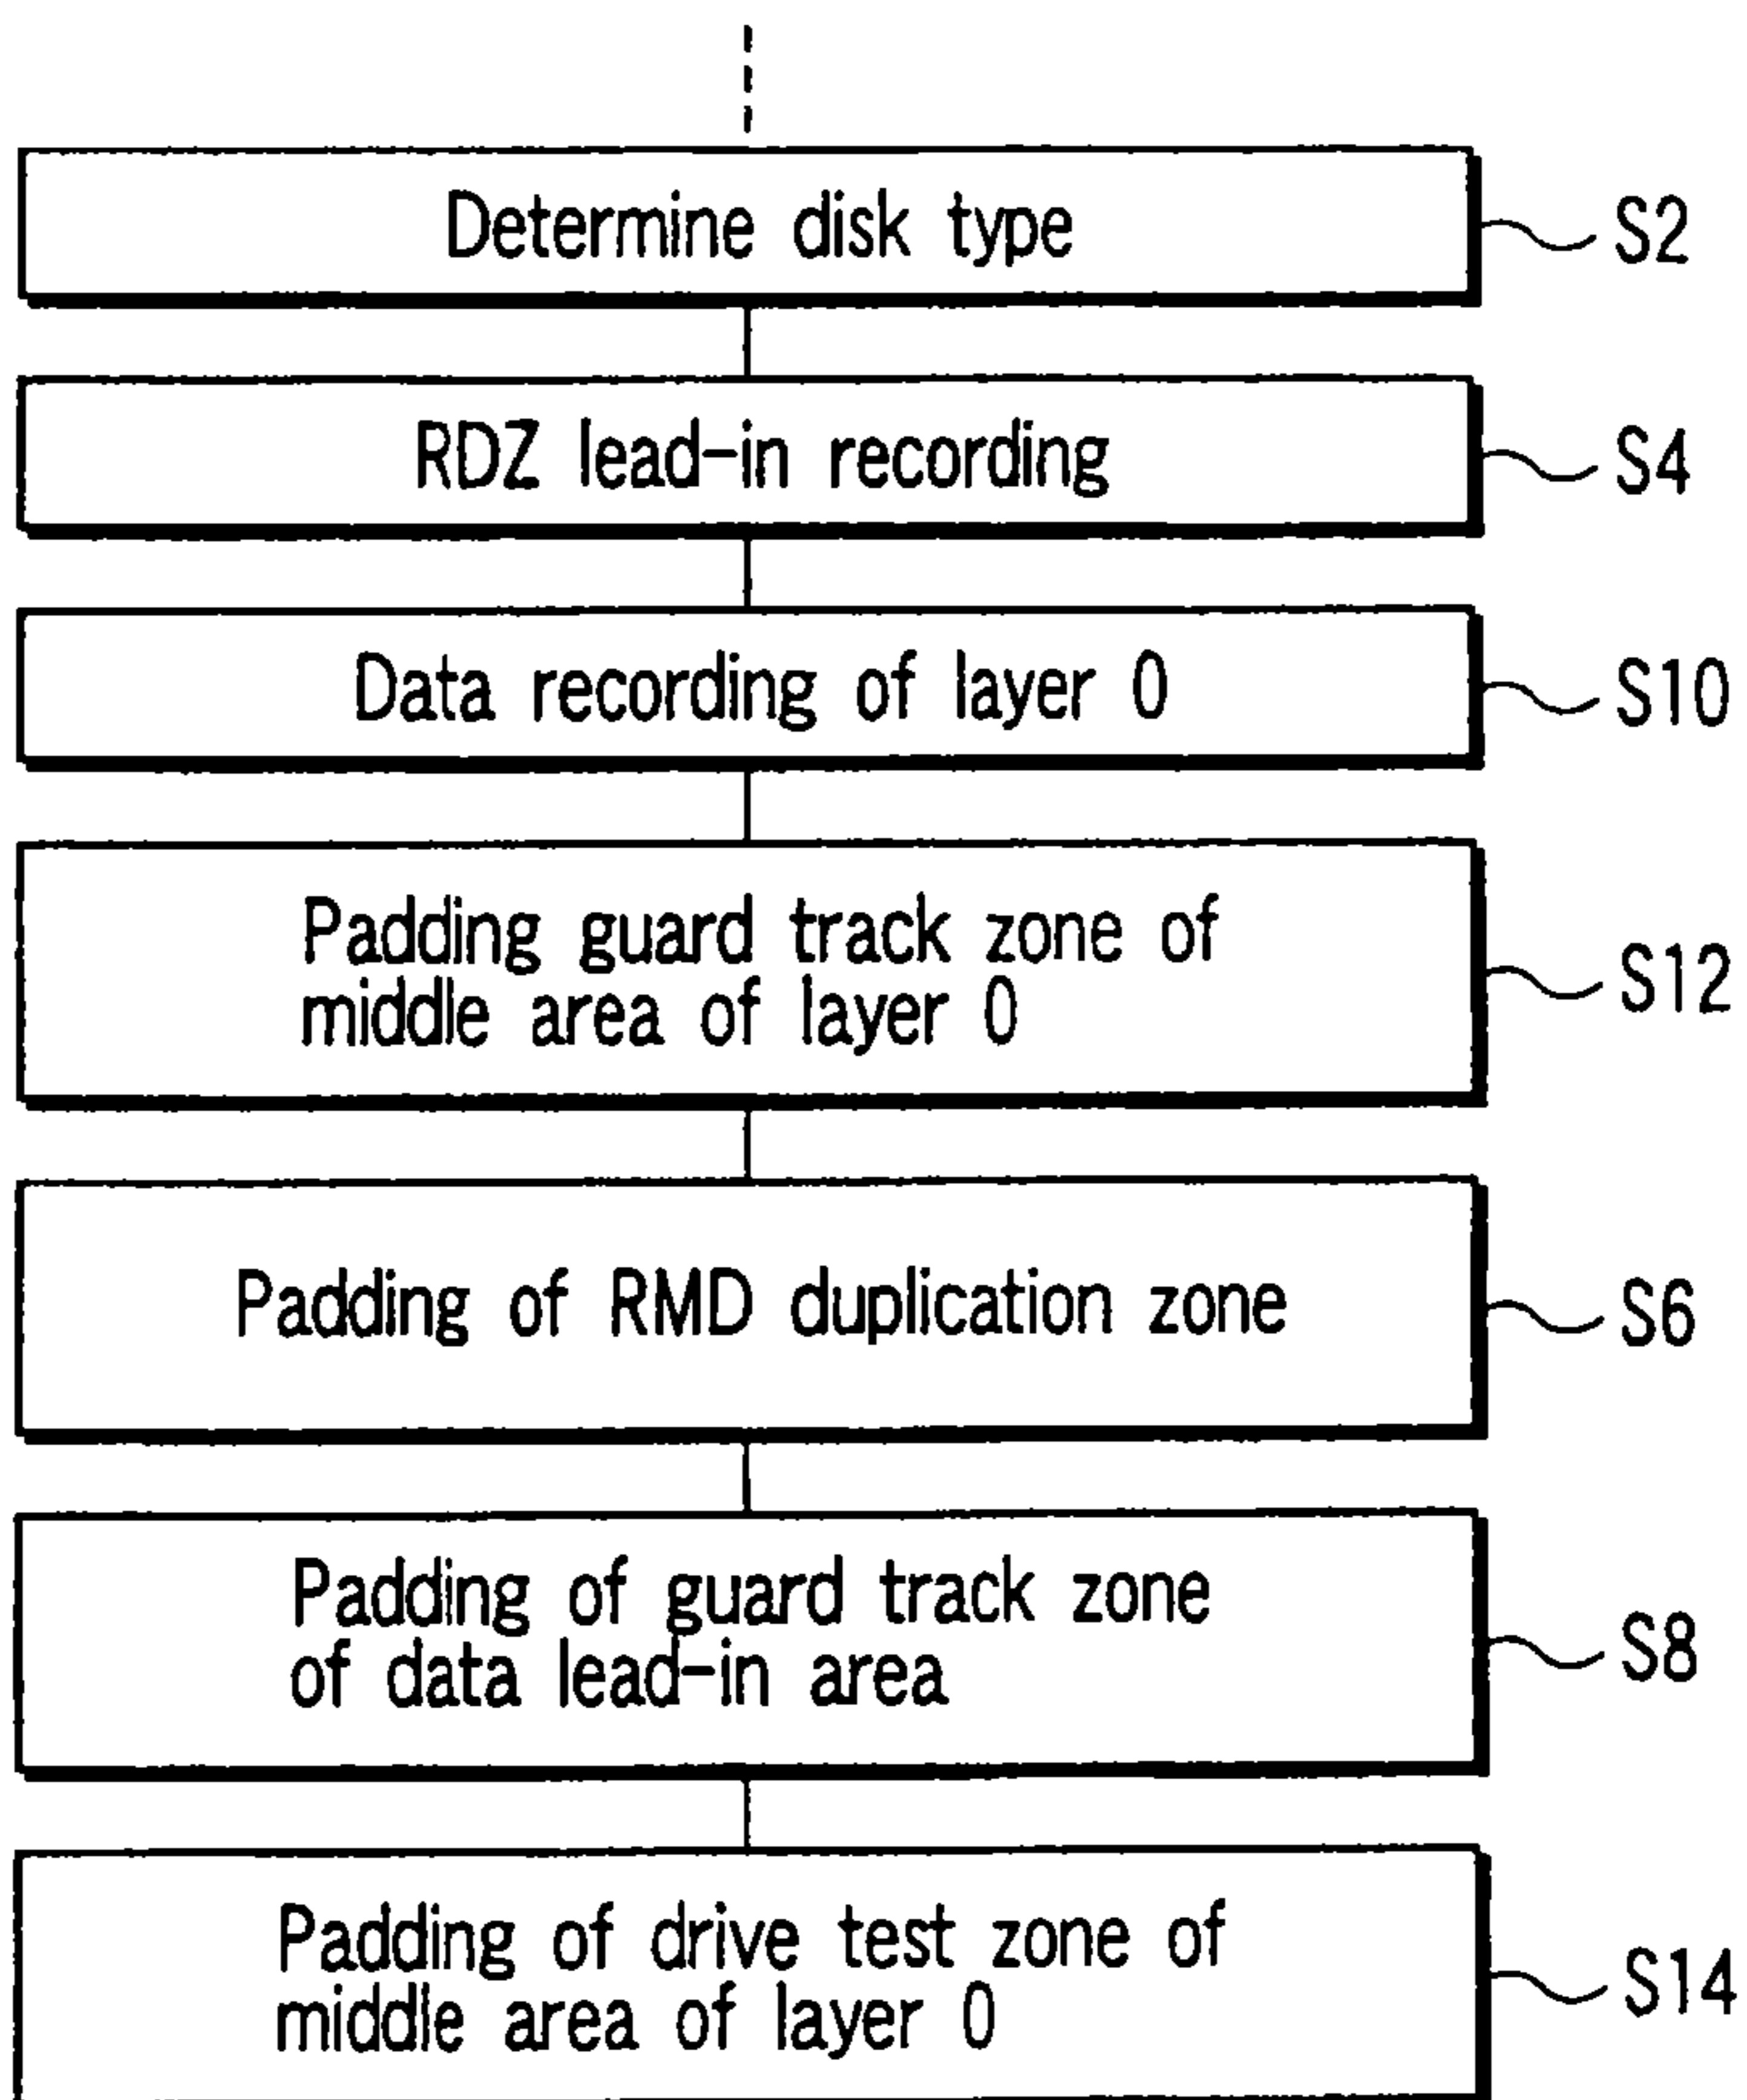 Determine disk type
S2
RDZ lead-in recording
S4
Data recording of layer 0
S10
Padding guard track zone of
middle area of layer 0
S12
Padding of RMD duplication zone
S6
Padding of guard track zone
of data lead-in area
S8
Padding of drive test zone of
middle area of layer 0
S14